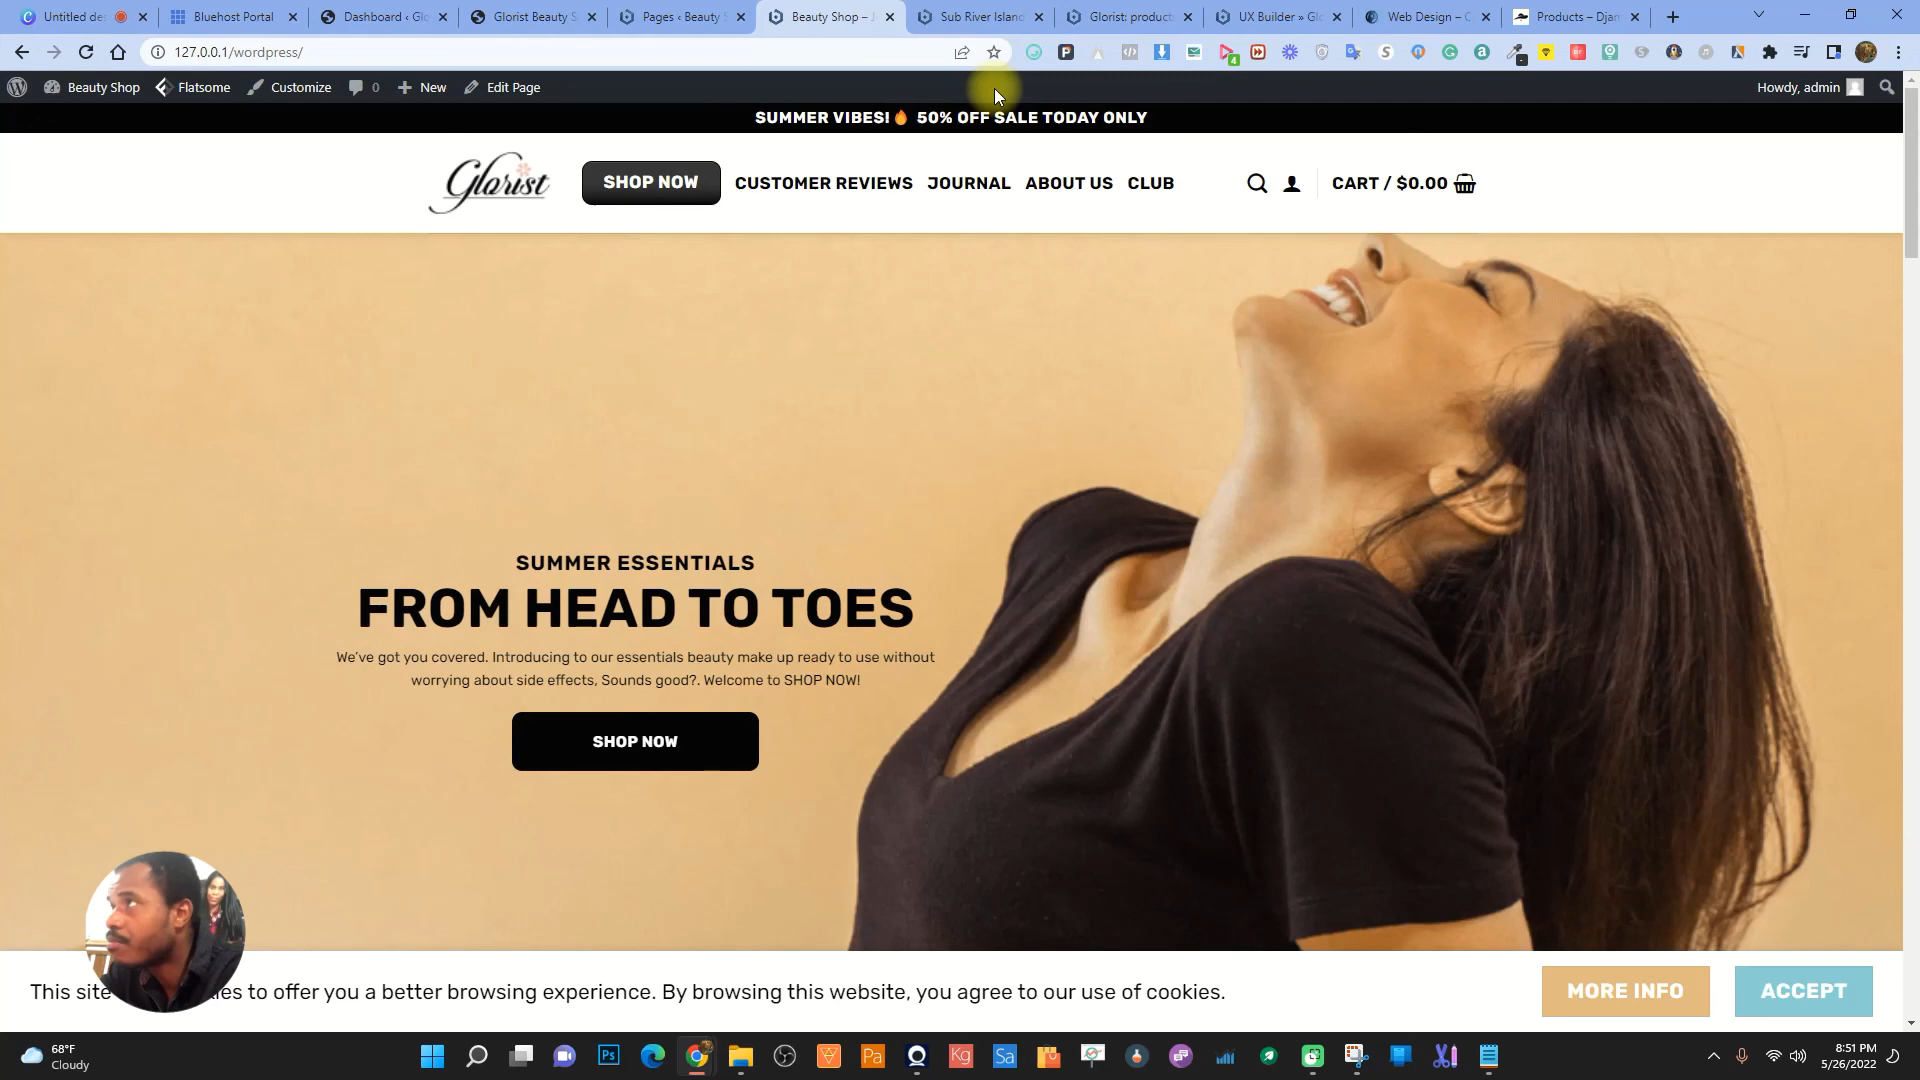 Untitled des
Bluehost Portal
Dashboard ‹ Glo
Glorist Beauty S
Pages ‹ Beauty S
Beauty Shop – J
Sub River Island
Glorist: product
UX Builder » Glo
Web Design – C
Products – Djan
127.0.0.1/wordpress/
Beauty Shop
Flatsome
Customize
0
New
Edit Page
Howdy, admin
SUMMER VIBES!🔥 50% OFF SALE TODAY ONLY
Glorist
SHOP NOW
CUSTOMER REVIEWS
JOURNAL
ABOUT US
CLUB
CART / $0.00
SUMMER ESSENTIALS
FROM HEAD TO TOES
We've got you covered. Introducing to our essentials beauty make up ready to use without
worrying about side effects, Sounds good?. Welcome to SHOP NOW!
SHOP NOW
This site ies to offer you a better browsing experience. By browsing this website, you agree to our use of cookies.
MORE INFO
ACCEPT
68°F
Cloudy
Ps
Pa
Kg
Sa
8:51 PM
5/26/2022